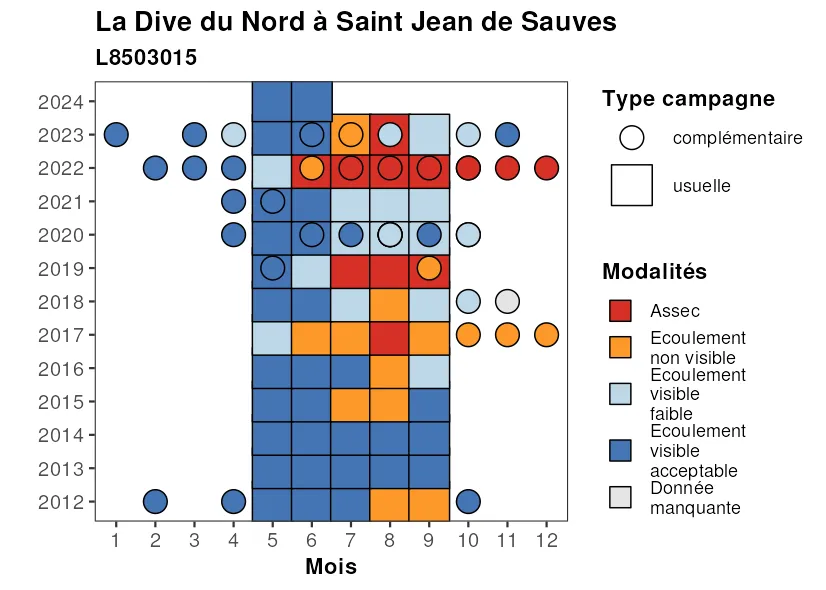 La Dive du Nord à Saint Jean de Sauves
L8503015
2024
2023
2022
2021
2020
2019
2018
2017
2016
2015
2014
2013
2012
1 2 3 4 5 6 7 8 9 10 11 12
Mois
Type campagne
complémentaire
usuelle
Modalités
Assec
Ecoulement
non visible
Ecoulement
visible
faible
Ecoulement
visible
acceptable
Donnée
manquante